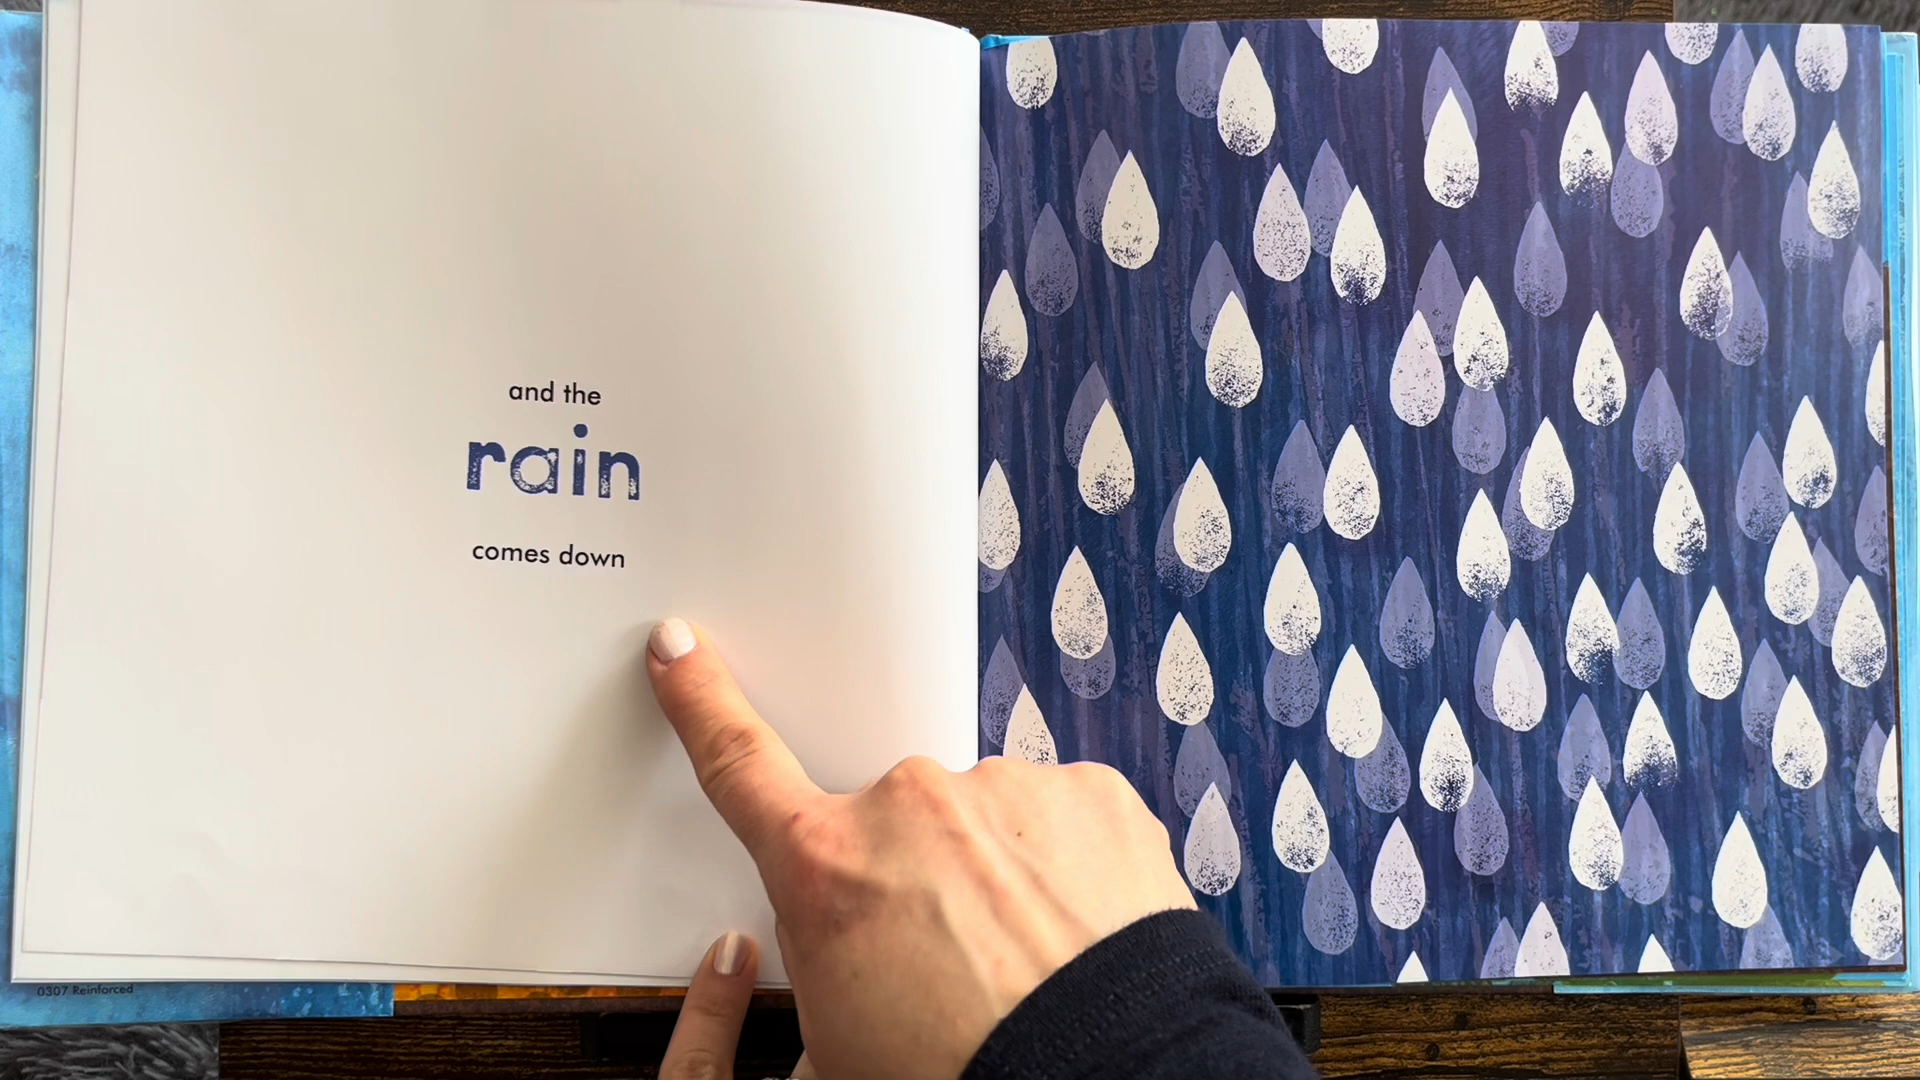 and the
rain
comes down
0307 Reinforced